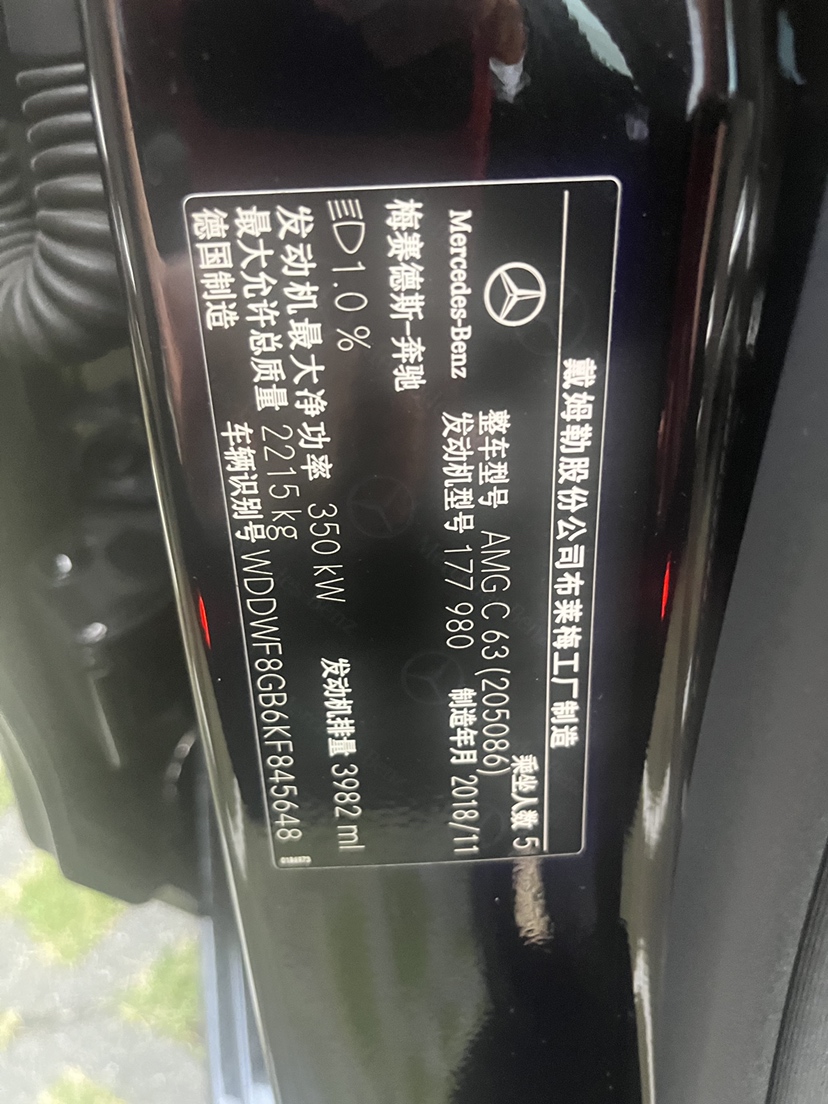 戴姆勒股份公司布莱梅工厂制造
乘坐人数 5
整车型号 AMG C 63 (205086)
Mercedes-Benz 发动机型号 177 980 制造年月 2018/11
梅赛德斯-奔驰
1.0 % 发动机排量 3982 ml
发动机最大净功率 350 kW
最大允许总质量 2215 kg
德国制造 车辆识别号 WDDWF8GB6KF845648